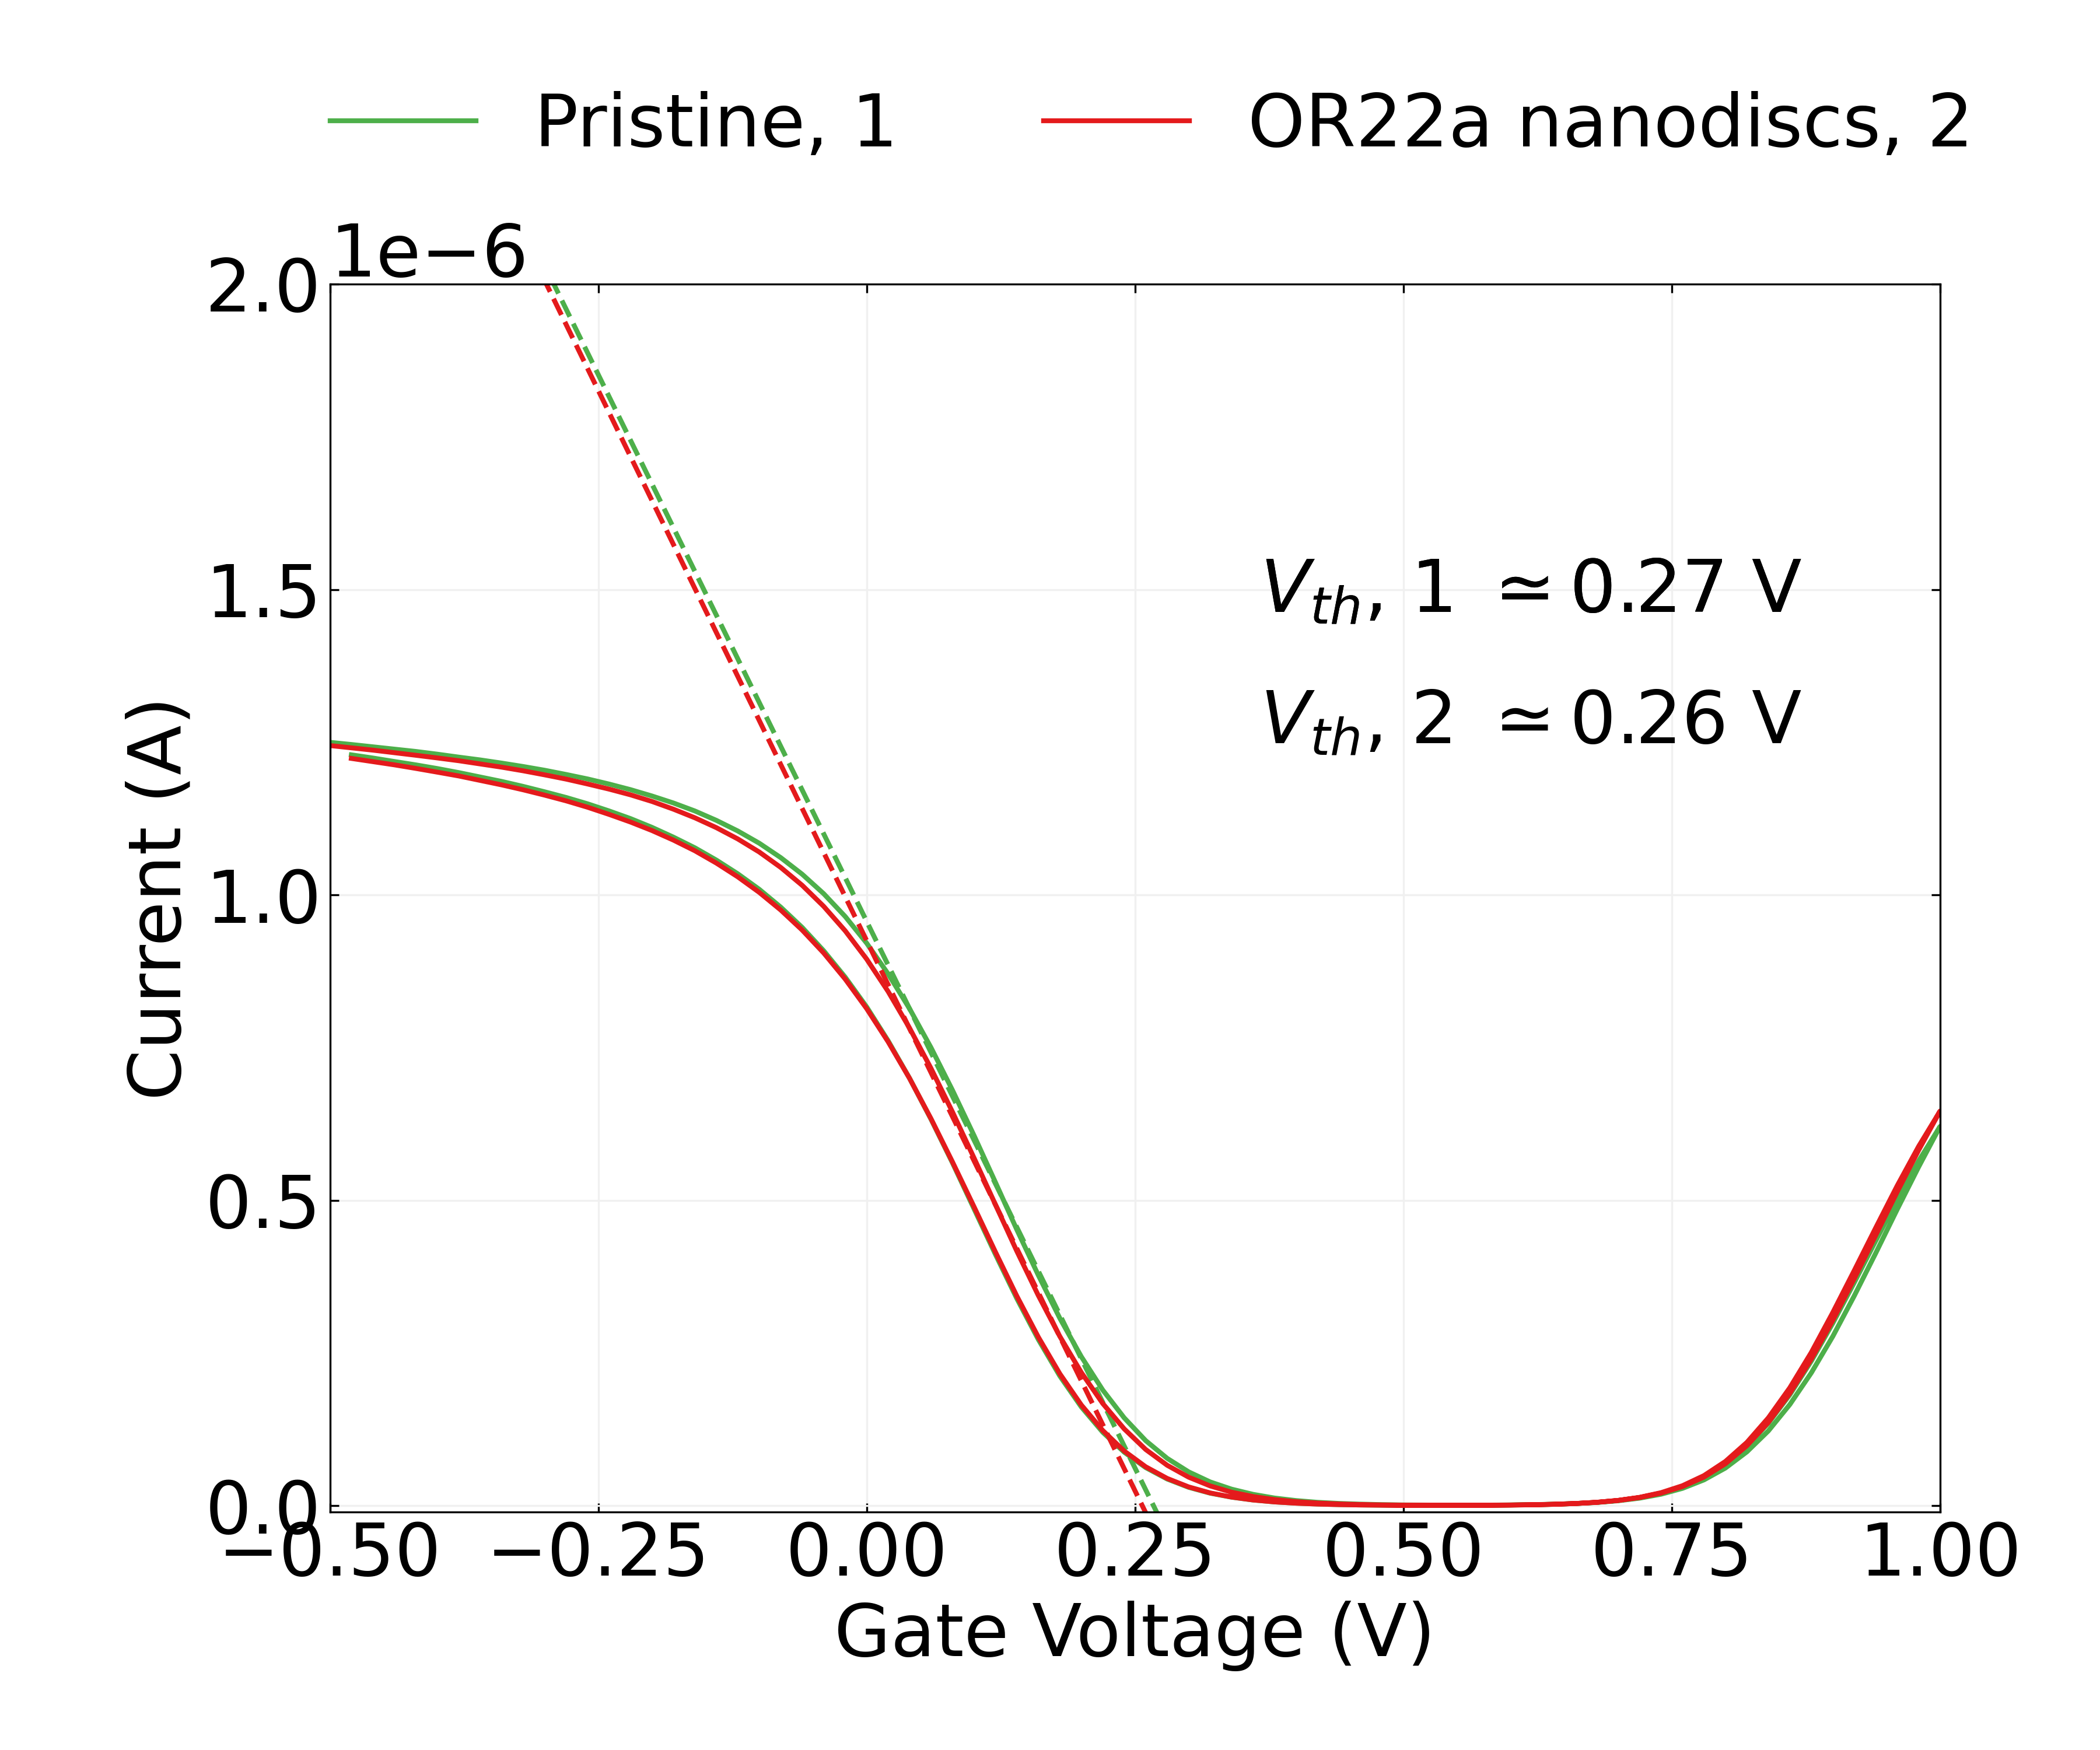 Pristine, 1 OR22a nanodiscs, 2
1e−6
2.0
1.5
1.0
0.5
0.0
Current (A)
V_th, 1 ≊ 0.27 V
V_th, 2 ≊ 0.26 V
−0.50 −0.25 0.00 0.25 0.50 0.75 1.00
Gate Voltage (V)